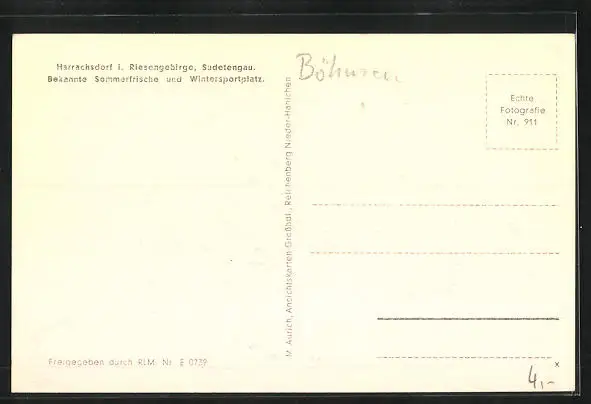 Harrachsdorf i. Riesengebirge, Sudetengau.
Bekannte Sommerfrische und Wintersportplatz.
Böhmen
Echte
Fotografie
Nr. 911
M. Aurich, Ansichtskarten-Großhdl., Reichenberg Nieder-Hanichen
Freigegeben durch RLM. Nr. E 0739
x
4,-